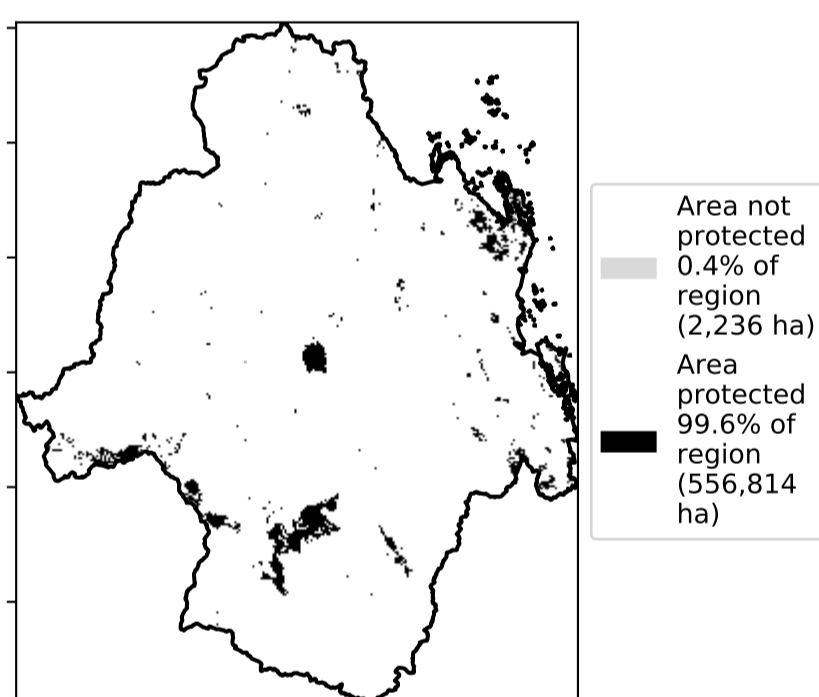 Area not
protected
0.4% of
region
(2,236 ha)
Area
protected
99.6% of
region
(556,814
ha)